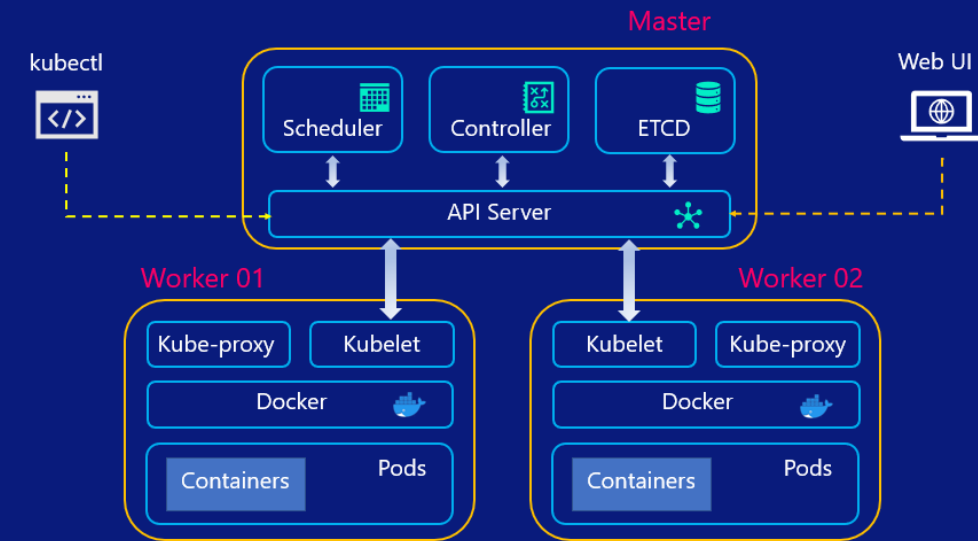 Master
kubectl
Web UI
Scheduler
Controller
ETCD
API Server
Worker 01
Worker 02
Kube-proxy
Kubelet
Kubelet
Kube-proxy
Docker
Docker
Pods
Containers
Pods
Containers